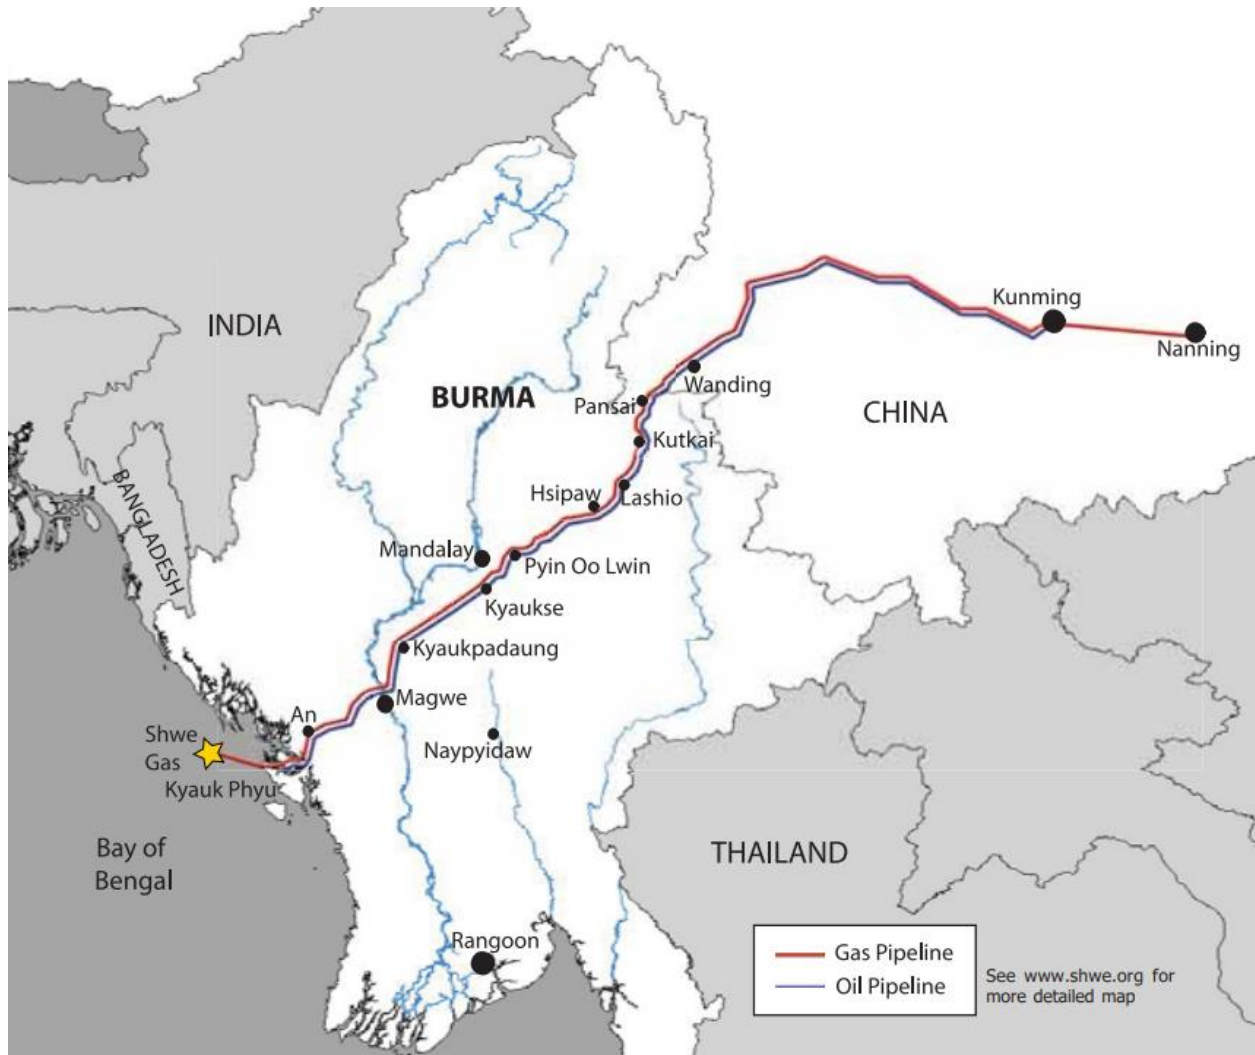 INDIA
BURMA
BANGLADESH
Kunming
Nanning
Wanding
Pansai
CHINA
Kutkai
Hsipaw
Lashio
Mandalay
Pyin Oo Lwin
Kyaukse
Kyaukpadaung
Magwe
An
Shwe
Gas
Naypyidaw
Kyauk Phyu
Bay of
Bengal
THAILAND
Rangoon
Gas Pipeline
Oil Pipeline
See www.shwe.org for
more detailed map